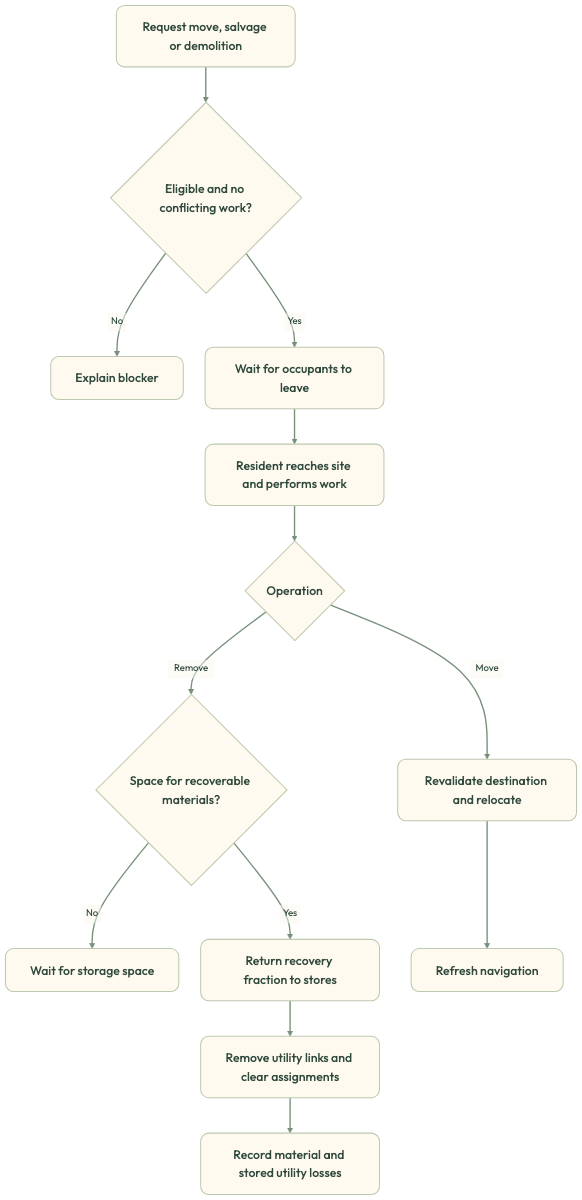 Request move, salvage
or demolition
Eligible and no
conflicting work?
No
Yes
Explain blocker
Wait for occupants to
leave
Resident reaches site
and performs work
Operation
Remove
Move
Space for recoverable
materials?
Revalidate destination
and relocate
No
Yes
Wait for storage space
Return recovery
fraction to stores
Refresh navigation
Remove utility links and
clear assignments
Record material and
stored utility losses